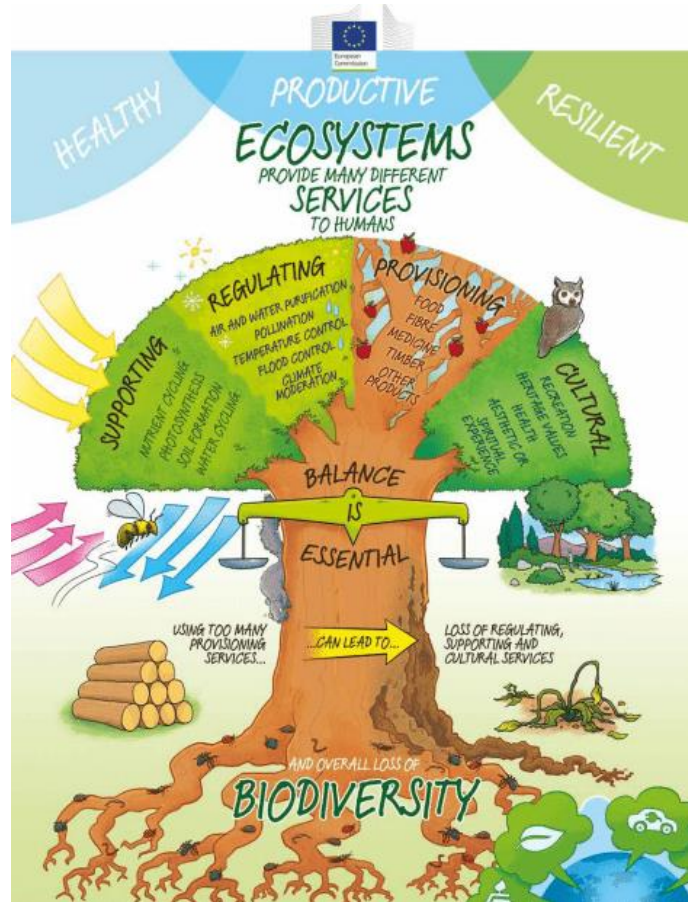 European
Commission
HEALTHY
PRODUCTIVE
RESILIENT
ECOSYSTEMS
PROVIDE MANY DIFFERENT
SERVICES
TO HUMANS
SUPPORTING
NUTRIENT CYCLING
PHOTOSYNTHESIS
SOIL FORMATION
WATER CYCLING
REGULATING
AIR AND WATER PURIFICATION
POLLINATION
TEMPERATURE CONTROL
FLOOD CONTROL
CLIMATE
MODERATION
PROVISIONING
FOOD
FIBRE
MEDICINE
TIMBER
OTHER
PRODUCTS
CULTURAL
RECREATION
HERITAGE VALUES
HEALTH
AESTHETIC OR
SPIRITUAL
EXPERIENCE
BALANCE
IS
ESSENTIAL
USING TOO MANY
PROVISIONING
SERVICES...
...CAN LEAD TO...
LOSS OF REGULATING,
SUPPORTING AND
CULTURAL SERVICES
AND OVERALL LOSS OF
BIODIVERSITY